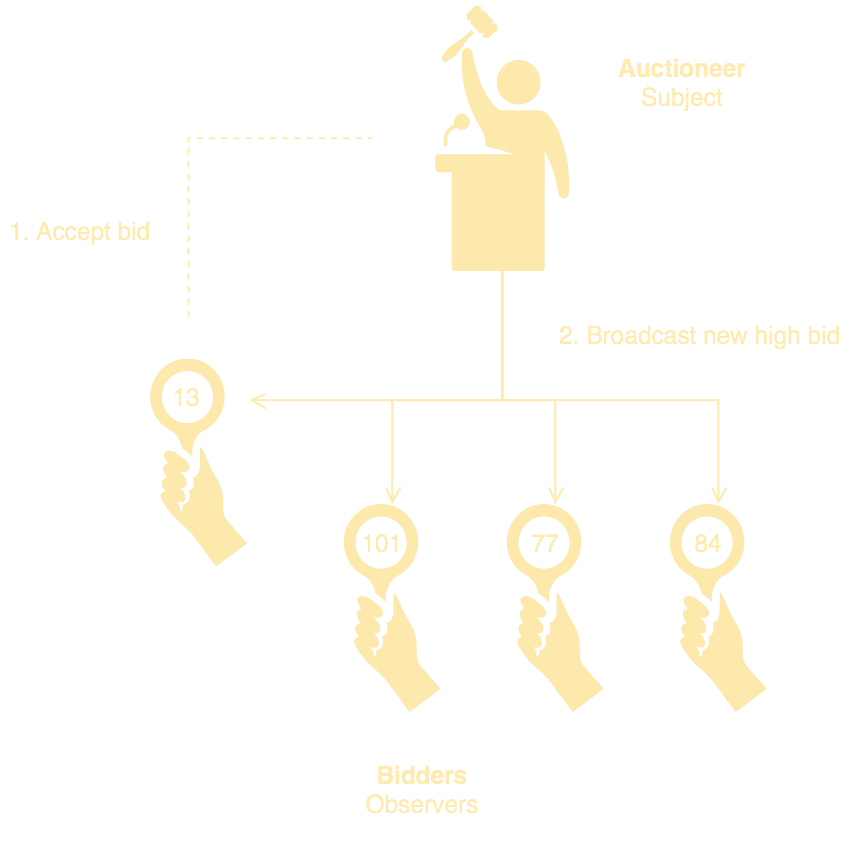 Auctioneer
Subject
1. Accept bid
2. Broadcast new high bid
13
101
77
84
Bidders
Observers